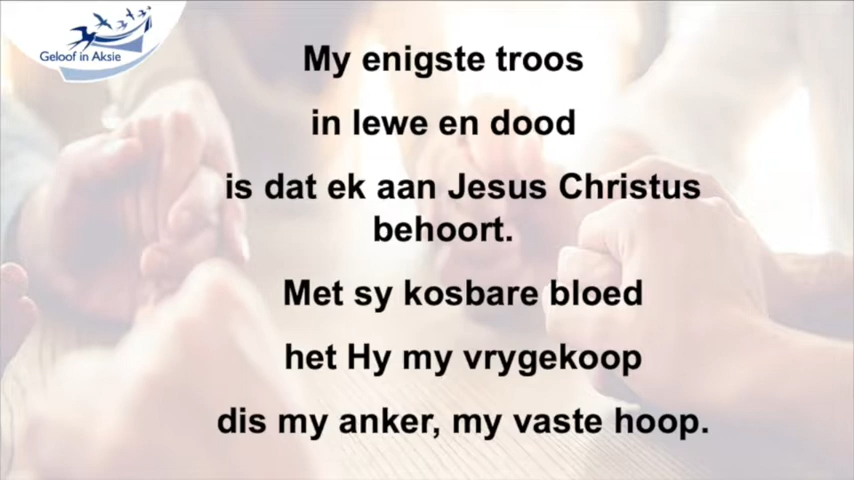 Geloof in Aksie
My enigste troos
in lewe en dood
is dat ek aan Jesus Christus
behoort.
Met sy kosbare bloed
het Hy my vrygekoop
dis my anker, my vaste hoop.